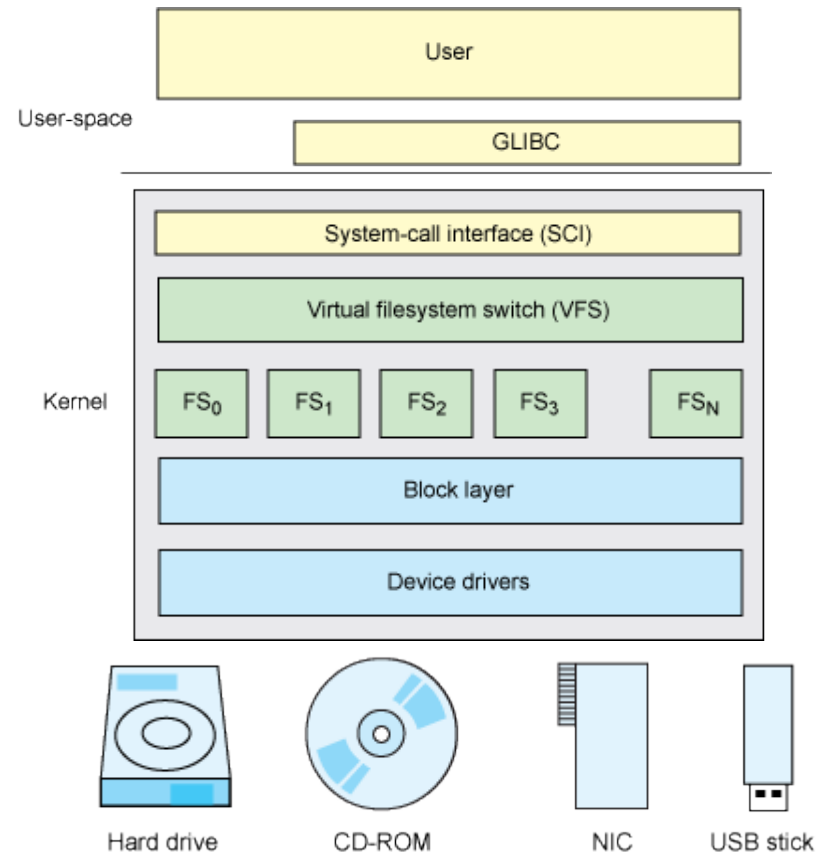 User
User-space
GLIBC
System-call interface (SCI)
Virtual filesystem switch (VFS)
Kernel
FS₀ FS₁ FS₂ FS₃ FS_N
Block layer
Device drivers
Hard drive CD-ROM NIC USB stick